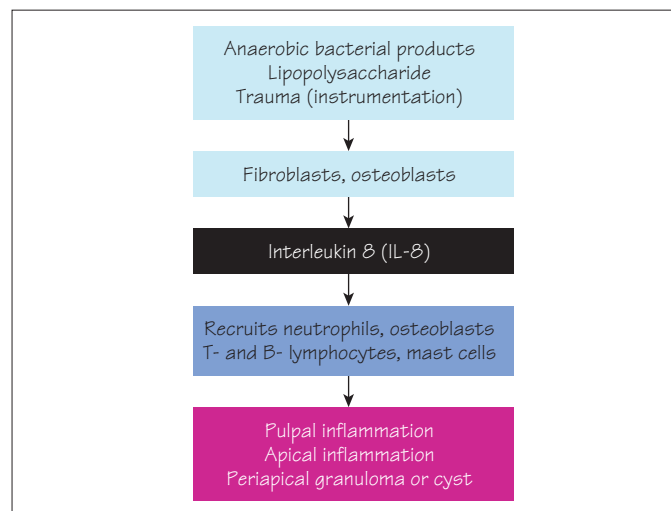 Anaerobic bacterial products
Lipopolysaccharide
Trauma (instrumentation)
Fibroblasts, osteoblasts
Interleukin 8 (IL-8)
Recruits neutrophils, osteoblasts
T- and B- lymphocytes, mast cells
Pulpal inflammation
Apical inflammation
Periapical granuloma or cyst